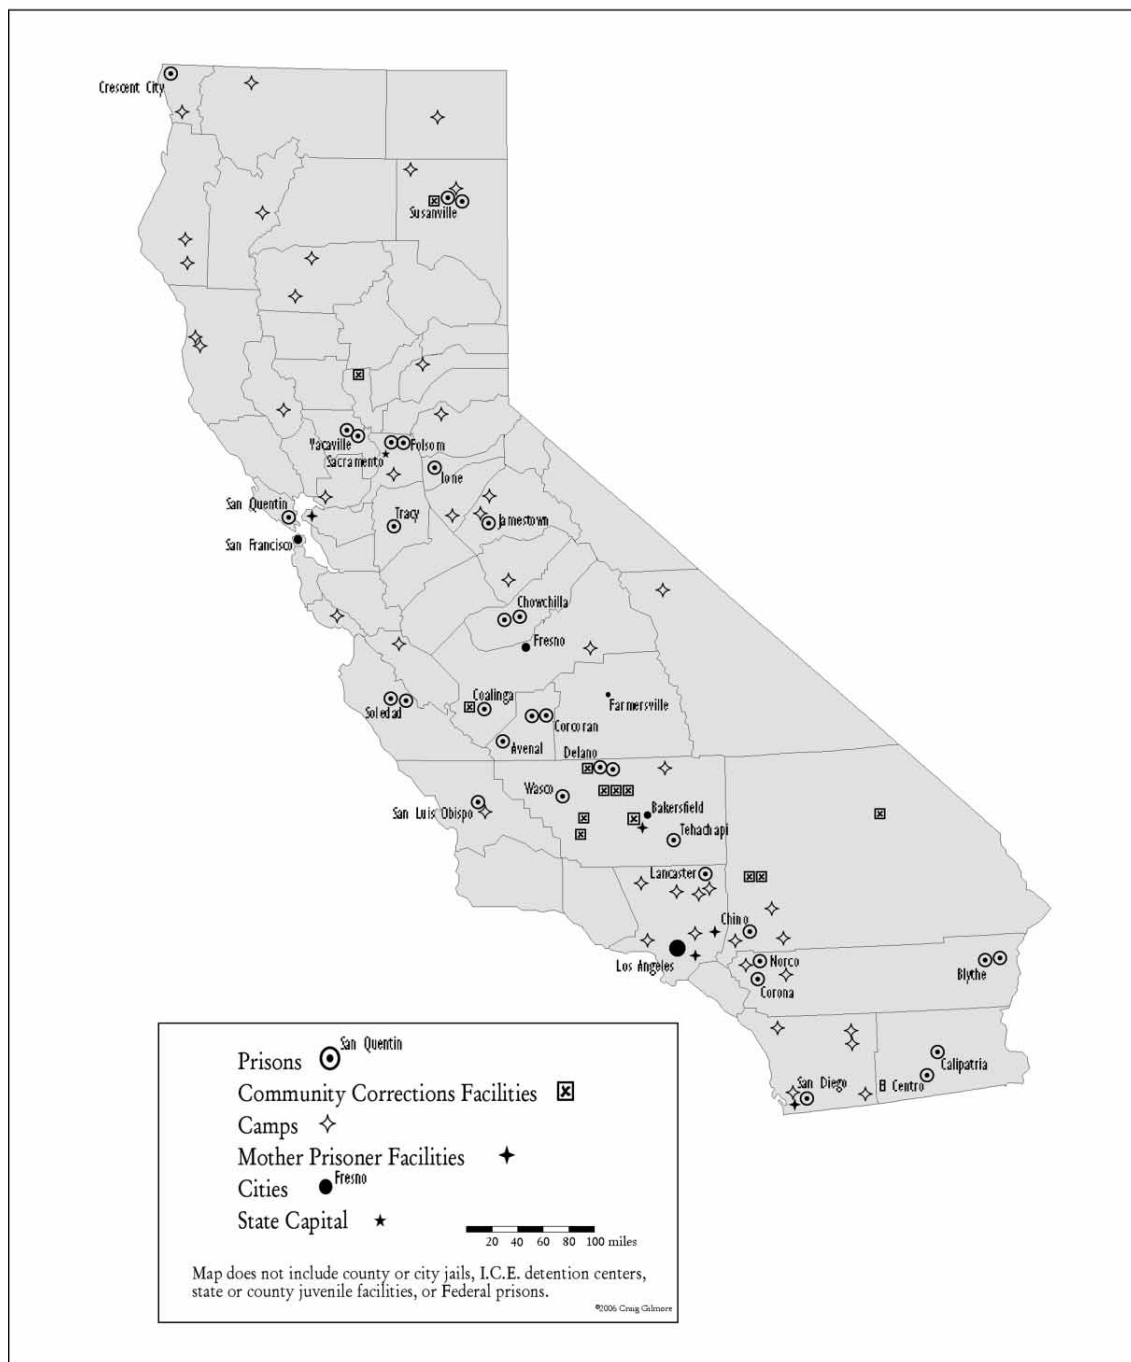 Crescent City
Susanville
Yacaville
Folsom
Sacramento
Ione
San Quentin
Tracy
Jamestown
San Francisco
Chowchilla
Fresno
Coalinga
Farmersville
Soledad
Corcoran
Avenal
Delano
Wasco
San Luis Obispo
Bakersfield
Tehachapi
Lancaster
Chino
Los Angeles
Norco
Blythe
Corona
Calipatria
San Diego
El Centro
Prisons San Quentin
Community Corrections Facilities
Camps
Mother Prisoner Facilities
Cities Fresno
State Capital
20 40 60 80 100 miles
Map does not include county or city jails, I.C.E. detention centers,
state or county juvenile facilities, or Federal prisons.
©2006 Craig Gilmore